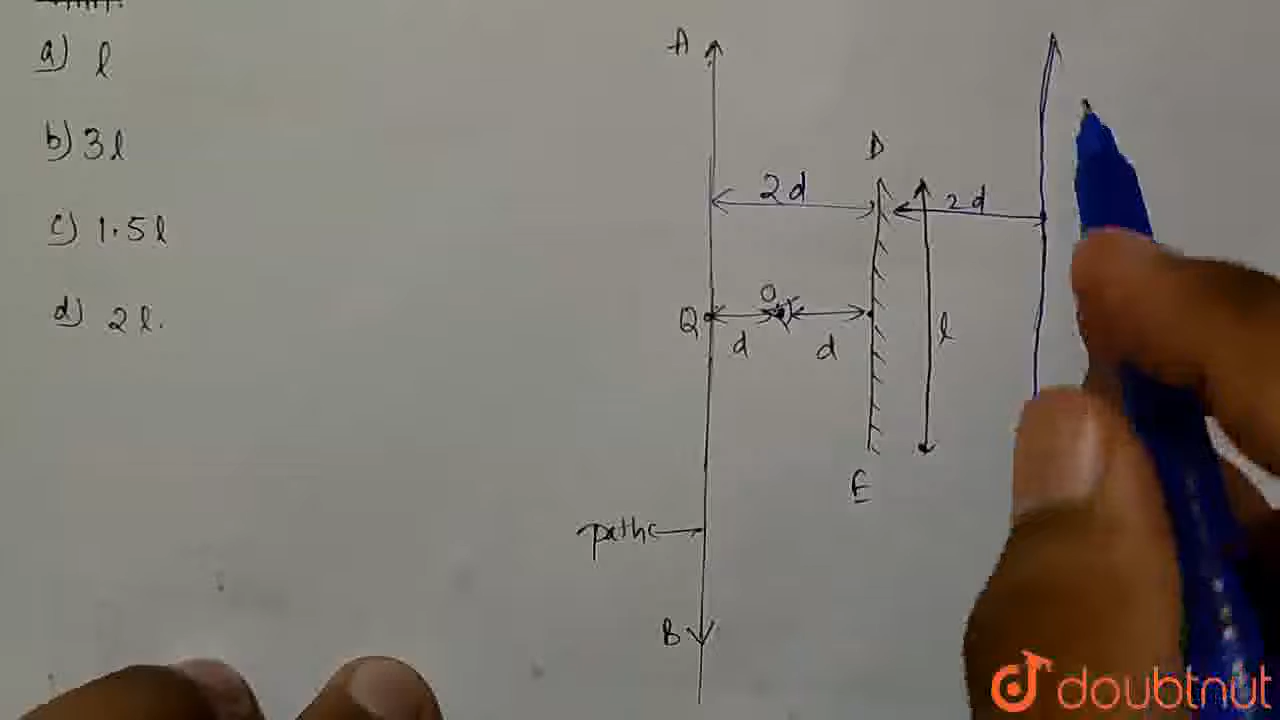 a) l
b) 3l
c) 1.5l
d) 2l.
A
D
2d
2d
O
Q
d
d
l
E
path
B
doubtnut